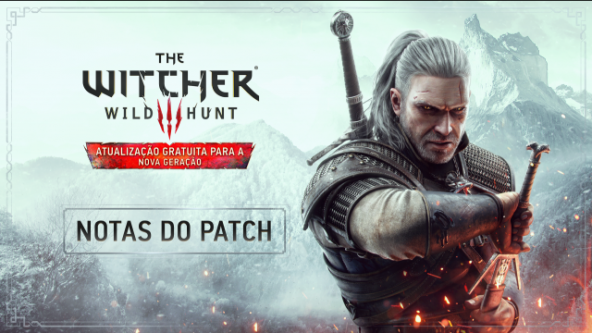 THE
WITCHER
WILD HUNT
ATUALIZAÇÃO GRATUITA PARA A
NOVA GERAÇÃO
NOTAS DO PATCH